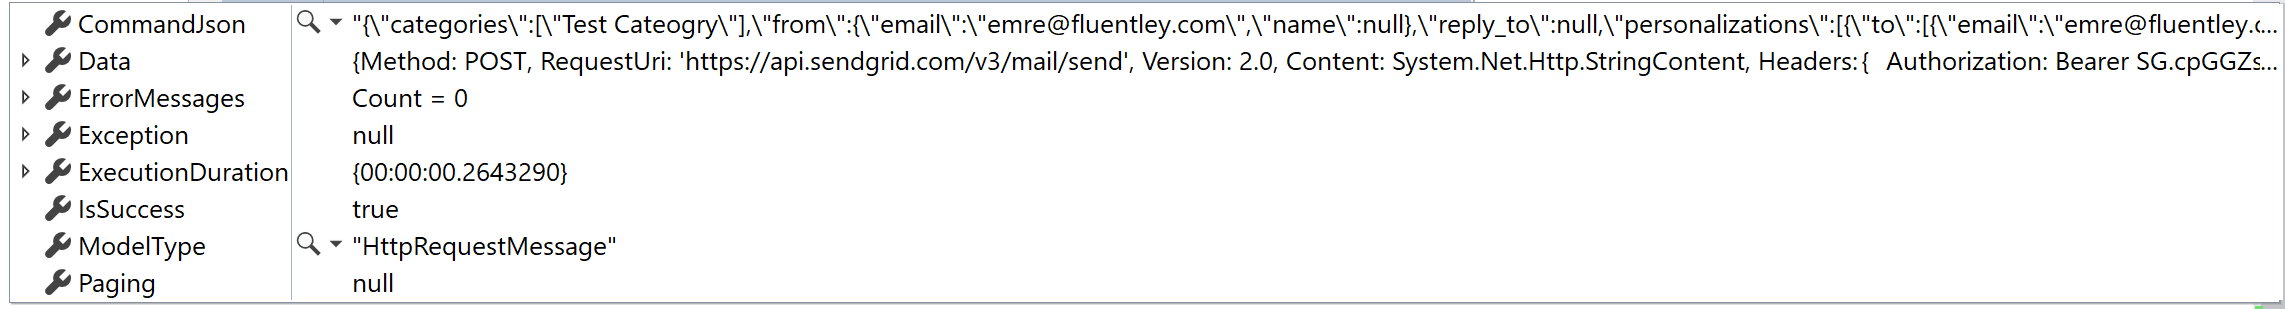 CommandJson "{\"categories\":[\"Test Cateogry\"],\"from\":{\"email\":\"emre@fluentley.com\",\"name\":null},\"reply_to\":null,\"personalizations\":[{\"to\":[{\"email\":\"emre@fluentley.c...
Data {Method: POST, RequestUri: 'https://api.sendgrid.com/v3/mail/send', Version: 2.0, Content: System.Net.Http.StringContent, Headers:{  Authorization: Bearer SG.cpGGZs...
ErrorMessages Count = 0
Exception null
ExecutionDuration {00:00:00.2643290}
IsSuccess true
ModelType "HttpRequestMessage"
Paging null